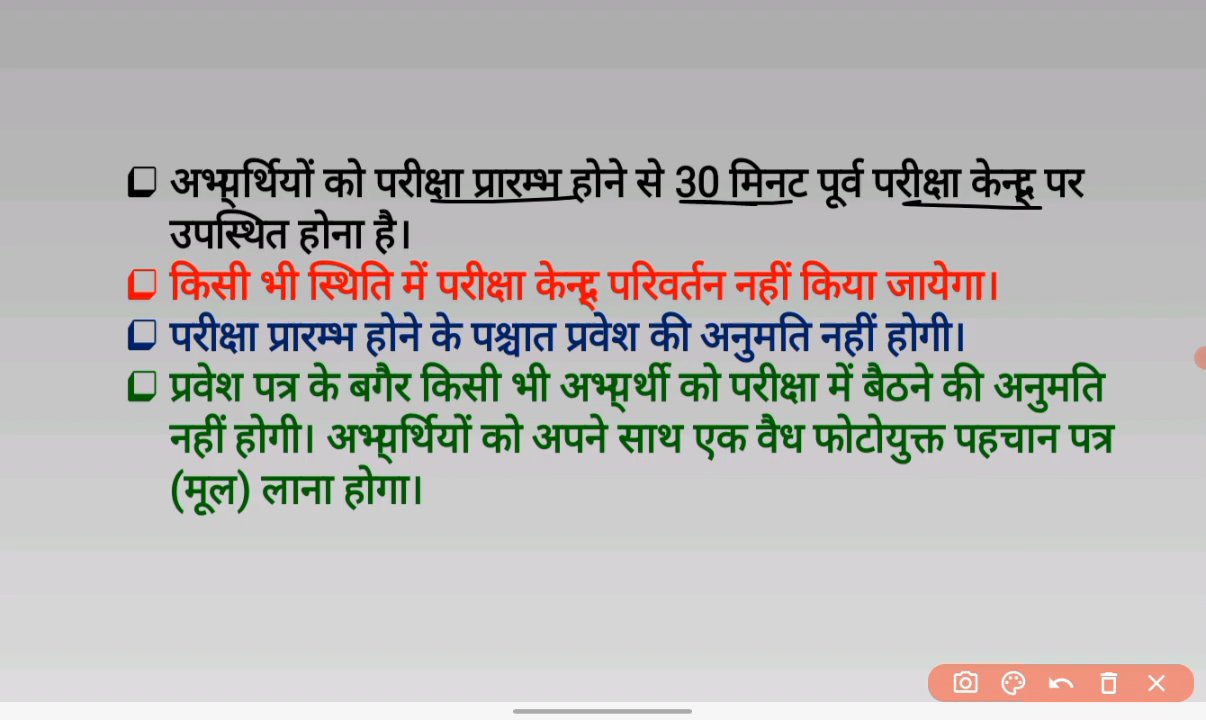 ❑ अभ्यर्थियों को परीक्षा प्रारम्भ होने से 30 मिनट पूर्व परीक्षा केन्द्र पर
उपस्थित होना है।
❑ किसी भी स्थिति में परीक्षा केन्द्र परिवर्तन नहीं किया जायेगा।
❑ परीक्षा प्रारम्भ होने के पश्चात प्रवेश की अनुमति नहीं होगी।
❑ प्रवेश पत्र के बगैर किसी भी अभ्यर्थी को परीक्षा में बैठने की अनुमति
नहीं होगी। अभ्यर्थियों को अपने साथ एक वैध फोटोयुक्त पहचान पत्र
(मूल) लाना होगा।